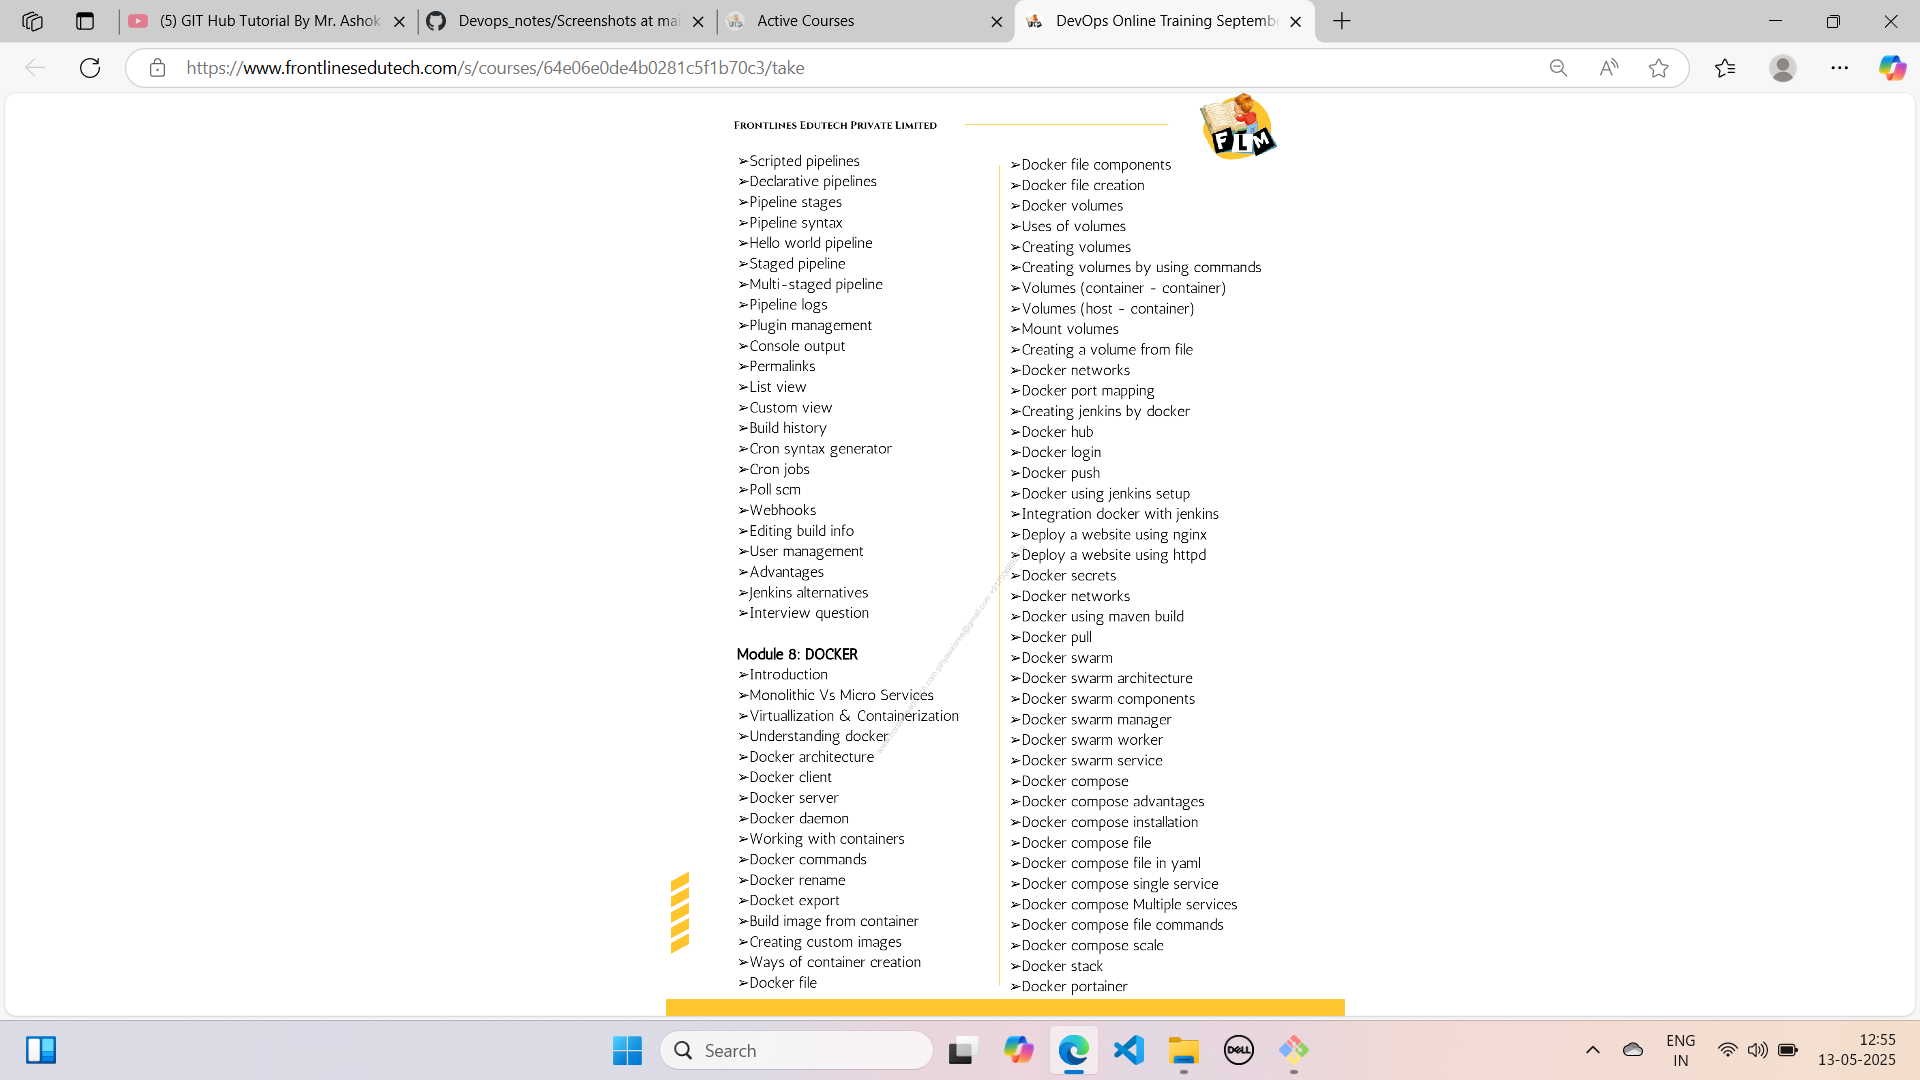 (5) GIT Hub Tutorial By Mr. Ashok
Devops_notes/Screenshots at mai
Active Courses
DevOps Online Training Septembe
https://www.frontlinesedutech.com/s/courses/64e06e0de4b0281c5f1b70c3/take
Frontlines Edutech Private Limited
FLM
➢Scripted pipelines
➢Declarative pipelines
➢Pipeline stages
➢Pipeline syntax
➢Hello world pipeline
➢Staged pipeline
➢Multi-staged pipeline
➢Pipeline logs
➢Plugin management
➢Console output
➢Permalinks
➢List view
➢Custom view
➢Build history
➢Cron syntax generator
➢Cron jobs
➢Poll scm
➢Webhooks
➢Editing build info
➢User management
➢Advantages
➢Jenkins alternatives
➢Interview question
Module 8: DOCKER
➢Introduction
➢Monolithic Vs Micro Services
➢Virtuallization & Containerization
➢Understanding docker
➢Docker architecture
➢Docker client
➢Docker server
➢Docker daemon
➢Working with containers
➢Docker commands
➢Docker rename
➢Docket export
➢Build image from container
➢Creating custom images
➢Ways of container creation
➢Docker file
➢Docker file components
➢Docker file creation
➢Docker volumes
➢Uses of volumes
➢Creating volumes
➢Creating volumes by using commands
➢Volumes (container - container)
➢Volumes (host - container)
➢Mount volumes
➢Creating a volume from file
➢Docker networks
➢Docker port mapping
➢Creating jenkins by docker
➢Docker hub
➢Docker login
➢Docker push
➢Docker using jenkins setup
➢Integration docker with jenkins
➢Deploy a website using nginx
➢Deploy a website using httpd
➢Docker secrets
➢Docker networks
➢Docker using maven build
➢Docker pull
➢Docker swarm
➢Docker swarm architecture
➢Docker swarm components
➢Docker swarm manager
➢Docker swarm worker
➢Docker swarm service
➢Docker compose
➢Docker compose advantages
➢Docker compose installation
➢Docker compose file
➢Docker compose file in yaml
➢Docker compose single service
➢Docker compose Multiple services
➢Docker compose file commands
➢Docker compose scale
➢Docker stack
➢Docker portainer
Search
DELL
ENG
IN
12:55
13-05-2025